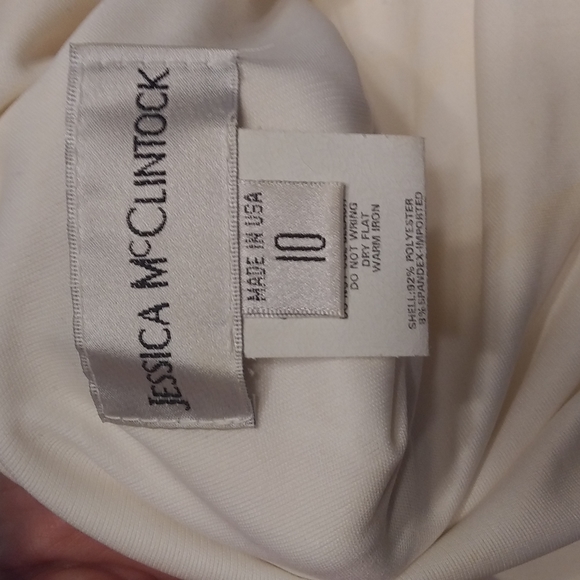 JESSICA MCCLINTOCK
MADE IN USA
10
DO NOT WRING
DRY FLAT
WARM IRON
SHELL:92% POLYESTER
8% SPANDEX-IMPORTED